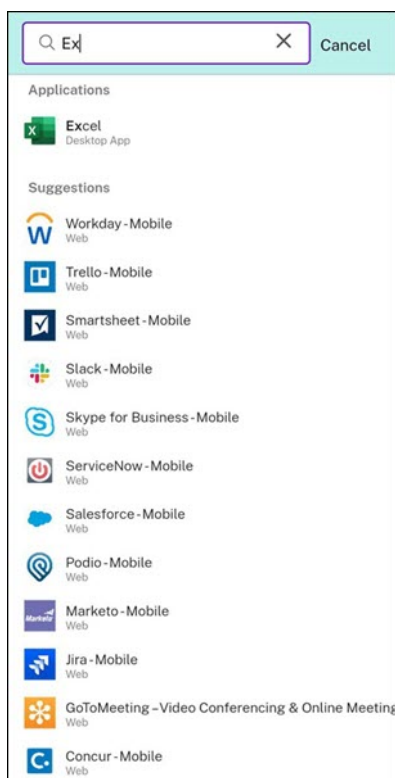 Ex
Cancel
Applications
Excel
Desktop App
Suggestions
Workday-Mobile
Web
Trello-Mobile
Web
Smartsheet-Mobile
Web
Slack-Mobile
Web
Skype for Business-Mobile
Web
ServiceNow-Mobile
Web
Salesforce-Mobile
Web
Podio-Mobile
Web
Marketo
Marketo-Mobile
Web
Jira-Mobile
Web
GoToMeeting –Video Conferencing & Online Meeting
Web
Concur-Mobile
Web